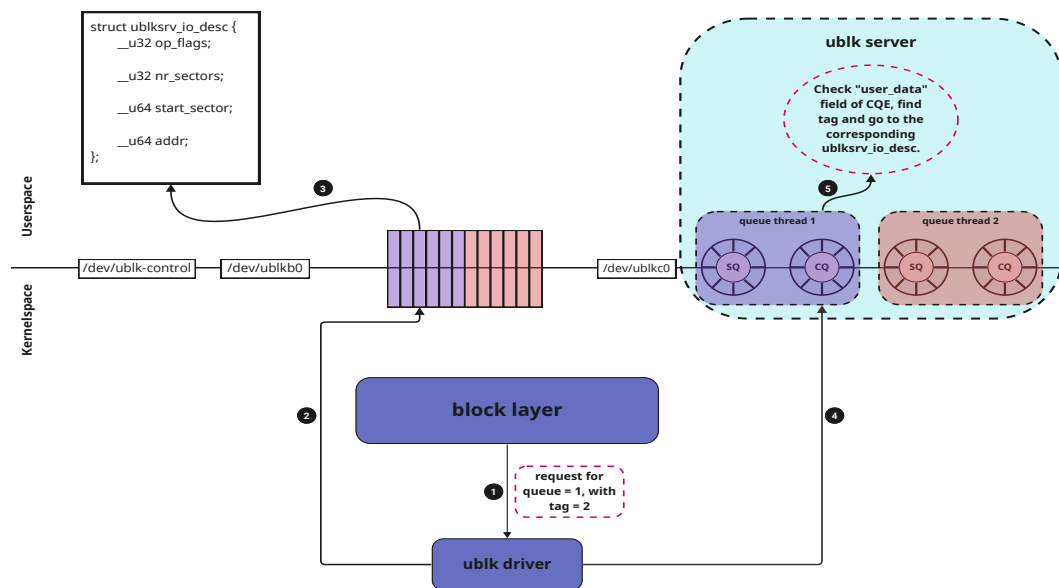 struct ublksrv_io_desc {
__u32 op_flags;
__u32 nr_sectors;
__u64 start_sector;
__u64 addr;
};
ublk server
Check "user_data"
field of CQE, find
tag and go to the
corresponding
ublksrv_io_desc.
3
5
Userspace
queue thread 1
queue thread 2
/dev/ublk-control
/dev/ublkb0
/dev/ublkc0
SQ
CQ
SQ
CQ
Kernelspace
block layer
2
4
1
request for
queue = 1, with
tag = 2
ublk driver